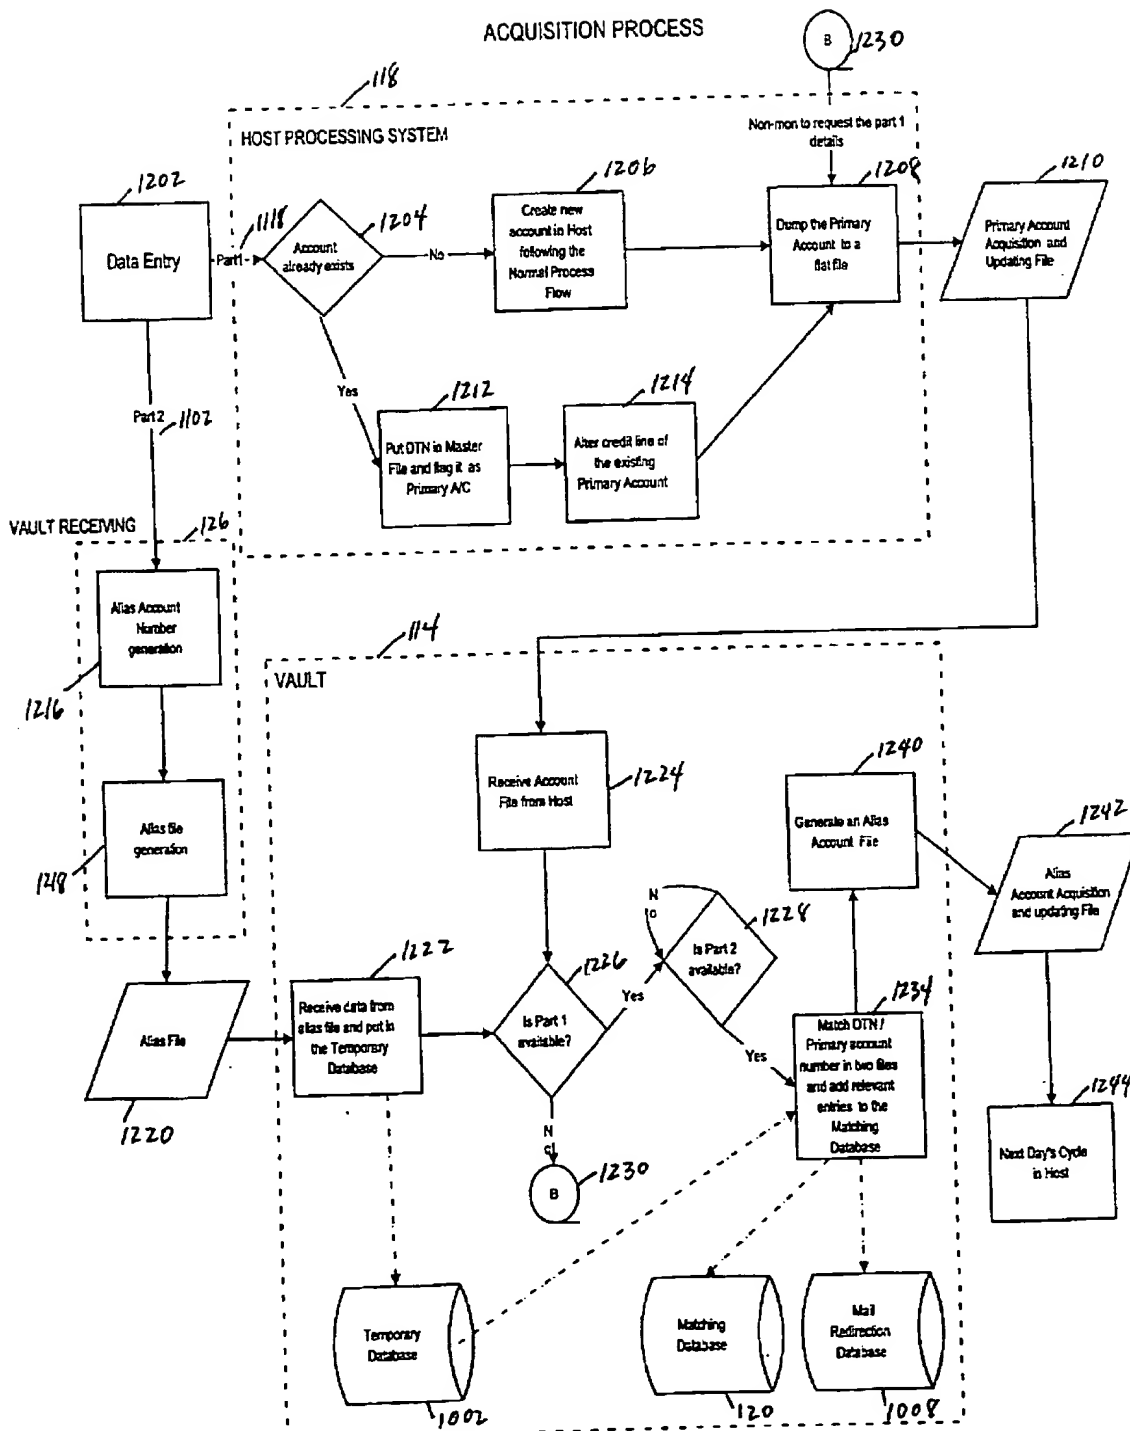 ACQUISITION PROCESS
B
1230
118
HOST PROCESSING SYSTEM
Non-mon to request the part 1
details
1202
Data Entry
1118
Part1
1204
Account
already exists
No
1206
Create new
account in Host
following the
Normal Process
Flow
1208
Dump the Primary
Account to a
flat file
1210
Primary Account
Acquisition and
Updating File
Yes
1212
Put DTN in Master
File and flag it as
Primary A/C
1214
Alter credit line of
the existing
Primary Account
Part 2
1102
VAULT RECEIVING
126
Alias Account
Number
generation
1216
Alias file
generation
1218
114
VAULT
Receive Account
File from Host
1224
1240
Generate an Alias
Account File
1242
Alias
Account Acquisition
and updating File
N
o
1228
Is Part 2
available?
Alias File
1220
1222
Receive data from
alias file and put in
the Temporary
Database
1226
Is Part 1
available?
Yes
Yes
1234
Match DTN /
Primary account
number in two files
and add relevant
entries to the
Matching
Database
1244
Next Day's Cycle
in Host
N
o
B
1230
Temporary
Database
1002
Matching
Database
120
Mail
Redirection
Database
1008